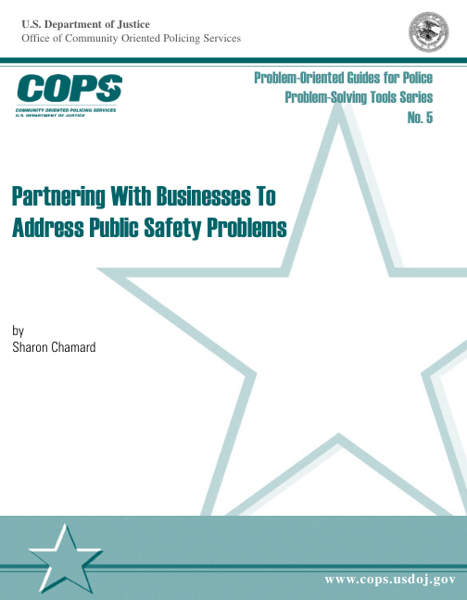 U.S. Department of Justice
Office of Community Oriented Policing Services
COPS
COMMUNITY ORIENTED POLICING SERVICES
U.S. DEPARTMENT OF JUSTICE
Problem-Oriented Guides for Police
Problem-Solving Tools Series
No. 5
Partnering With Businesses To
Address Public Safety Problems
by
Sharon Chamard
www.cops.usdoj.gov